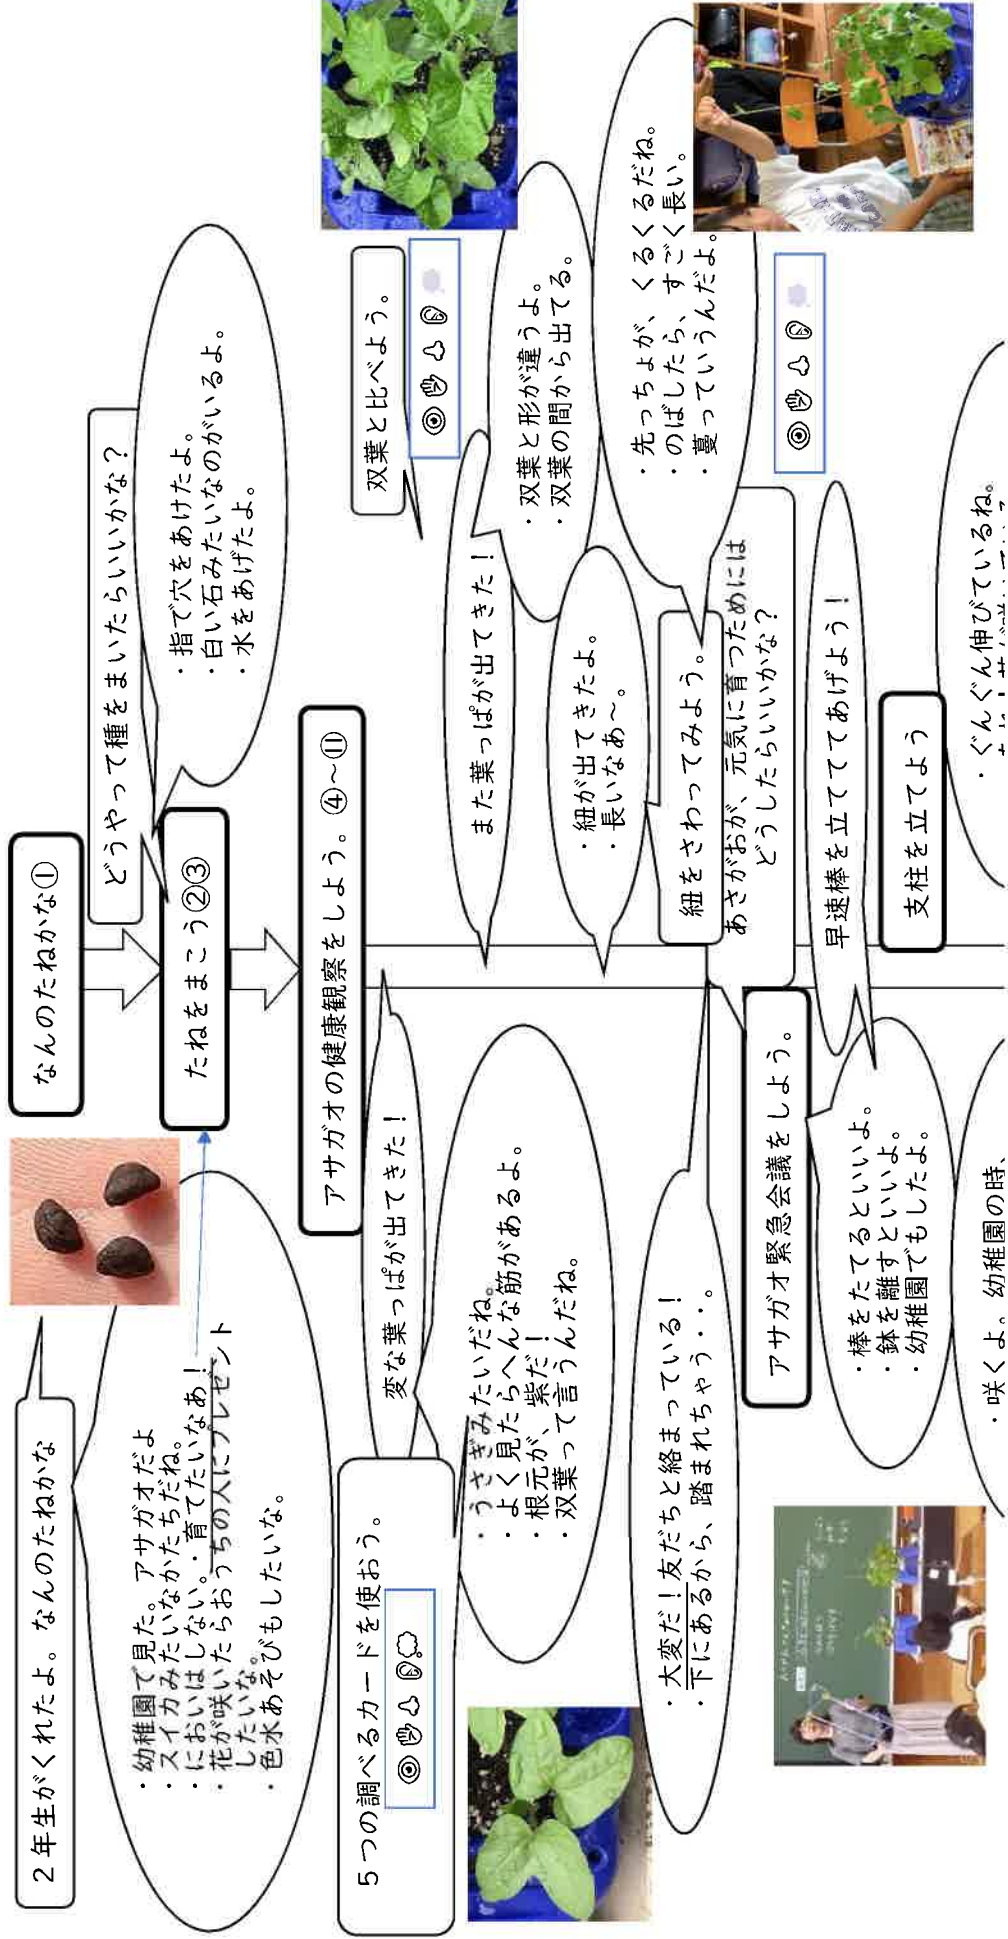 なんのたねかな①
2年生がくれたよ。なんのたねかな
・幼稚園で見た。アサガオだよ
・スイカみたいなかたちだね。
・においはしない。・育てたいなあ！
・花が咲いたらおうちの人にプレゼント
したいな。
・色水あそびもしたいな。
どうやって種をまいたらいいかな？
たねをまこう②③
・指で穴をあけたよ。
・白い石みたいなのがいるよ。
・水をあげたよ。
アサガオの健康観察をしよう。④～⑪
変な葉っぱが出てきた！
5つの調べるカードを使おう。
・うさぎみたいだね。
・よく見たらへんな筋があるよ。
・根元が、紫だ！
・双葉って言うんだね。
双葉と比べよう。
また葉っぱが出てきた！
・双葉と形が違うよ。
・双葉の間から出てる。
・紐が出てきたよ。
・長いなあ～。
紐をさわってみよう。
・先っちょが、くるくるだね。
・のばしたら、すごく長い。
・蔓っていうんだよ。
・大変だ！友だちと絡まっている！
・下にあるから、踏まれちゃう・・。
あさがおが、元気に育つためには
どうしたらいいかな？
アサガオ緊急会議をしよう。
・棒をたてるといいよ。
・鉢を離すといいよ。
・幼稚園でもしたよ。
早速棒を立ててあげよう！
支柱を立てよう
・ぐんぐん伸びているね。
・咲くよ。幼稚園の時、